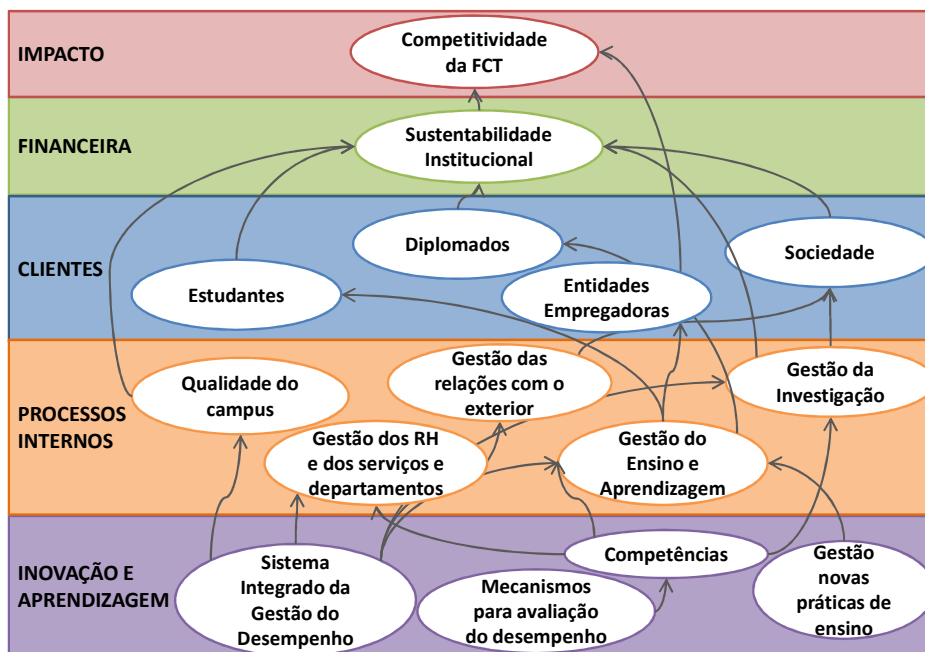 IMPACTO
Competitividade
da FCT
FINANCEIRA
Sustentabilidade
Institucional
CLIENTES
Diplomados
Sociedade
Estudantes
Entidades
Empregadoras
PROCESSOS
INTERNOS
Qualidade do
campus
Gestão das
relações com o
exterior
Gestão da
Investigação
Gestão dos RH
e dos serviços e
departamentos
Gestão do
Ensino e
Aprendizagem
INOVAÇÃO E
APRENDIZAGEM
Sistema
Integrado da
Gestão do
Desempenho
Mecanismos
para avaliação
do desempenho
Competências
Gestão
novas
práticas de
ensino